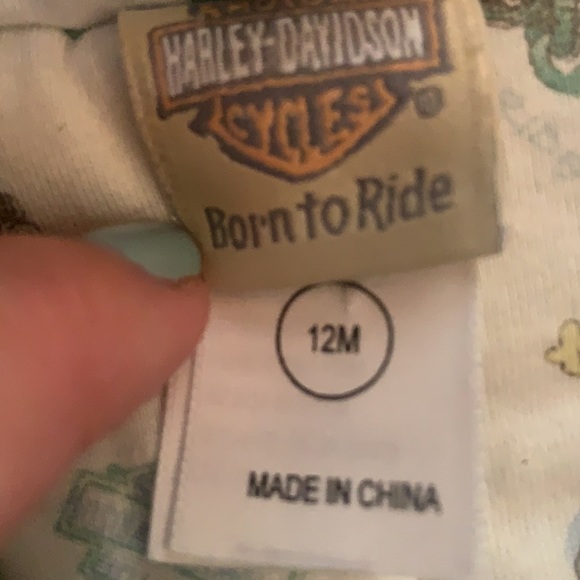 HARLEY-DAVIDSON
CYCLES
Born to Ride
12M
MADE IN CHINA